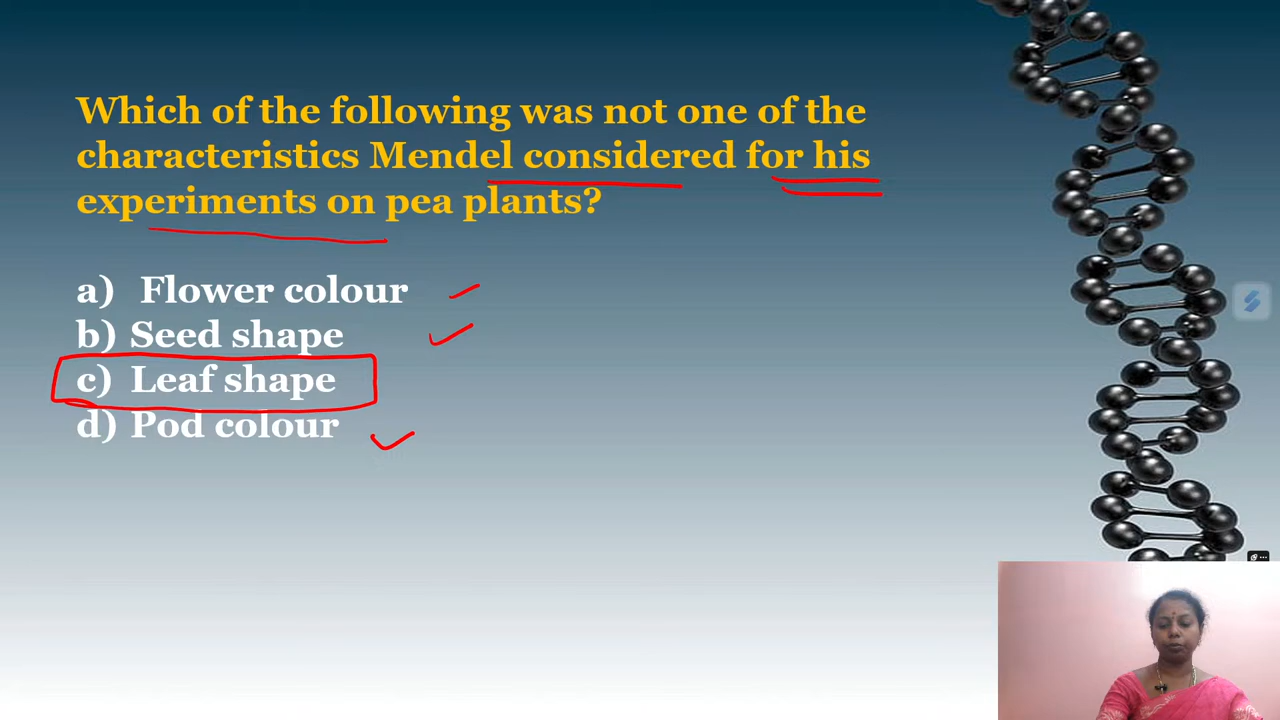 Which of the following was not one of the
characteristics Mendel considered for his
experiments on pea plants?
a) Flower colour
b) Seed shape
c) Leaf shape
d) Pod colour